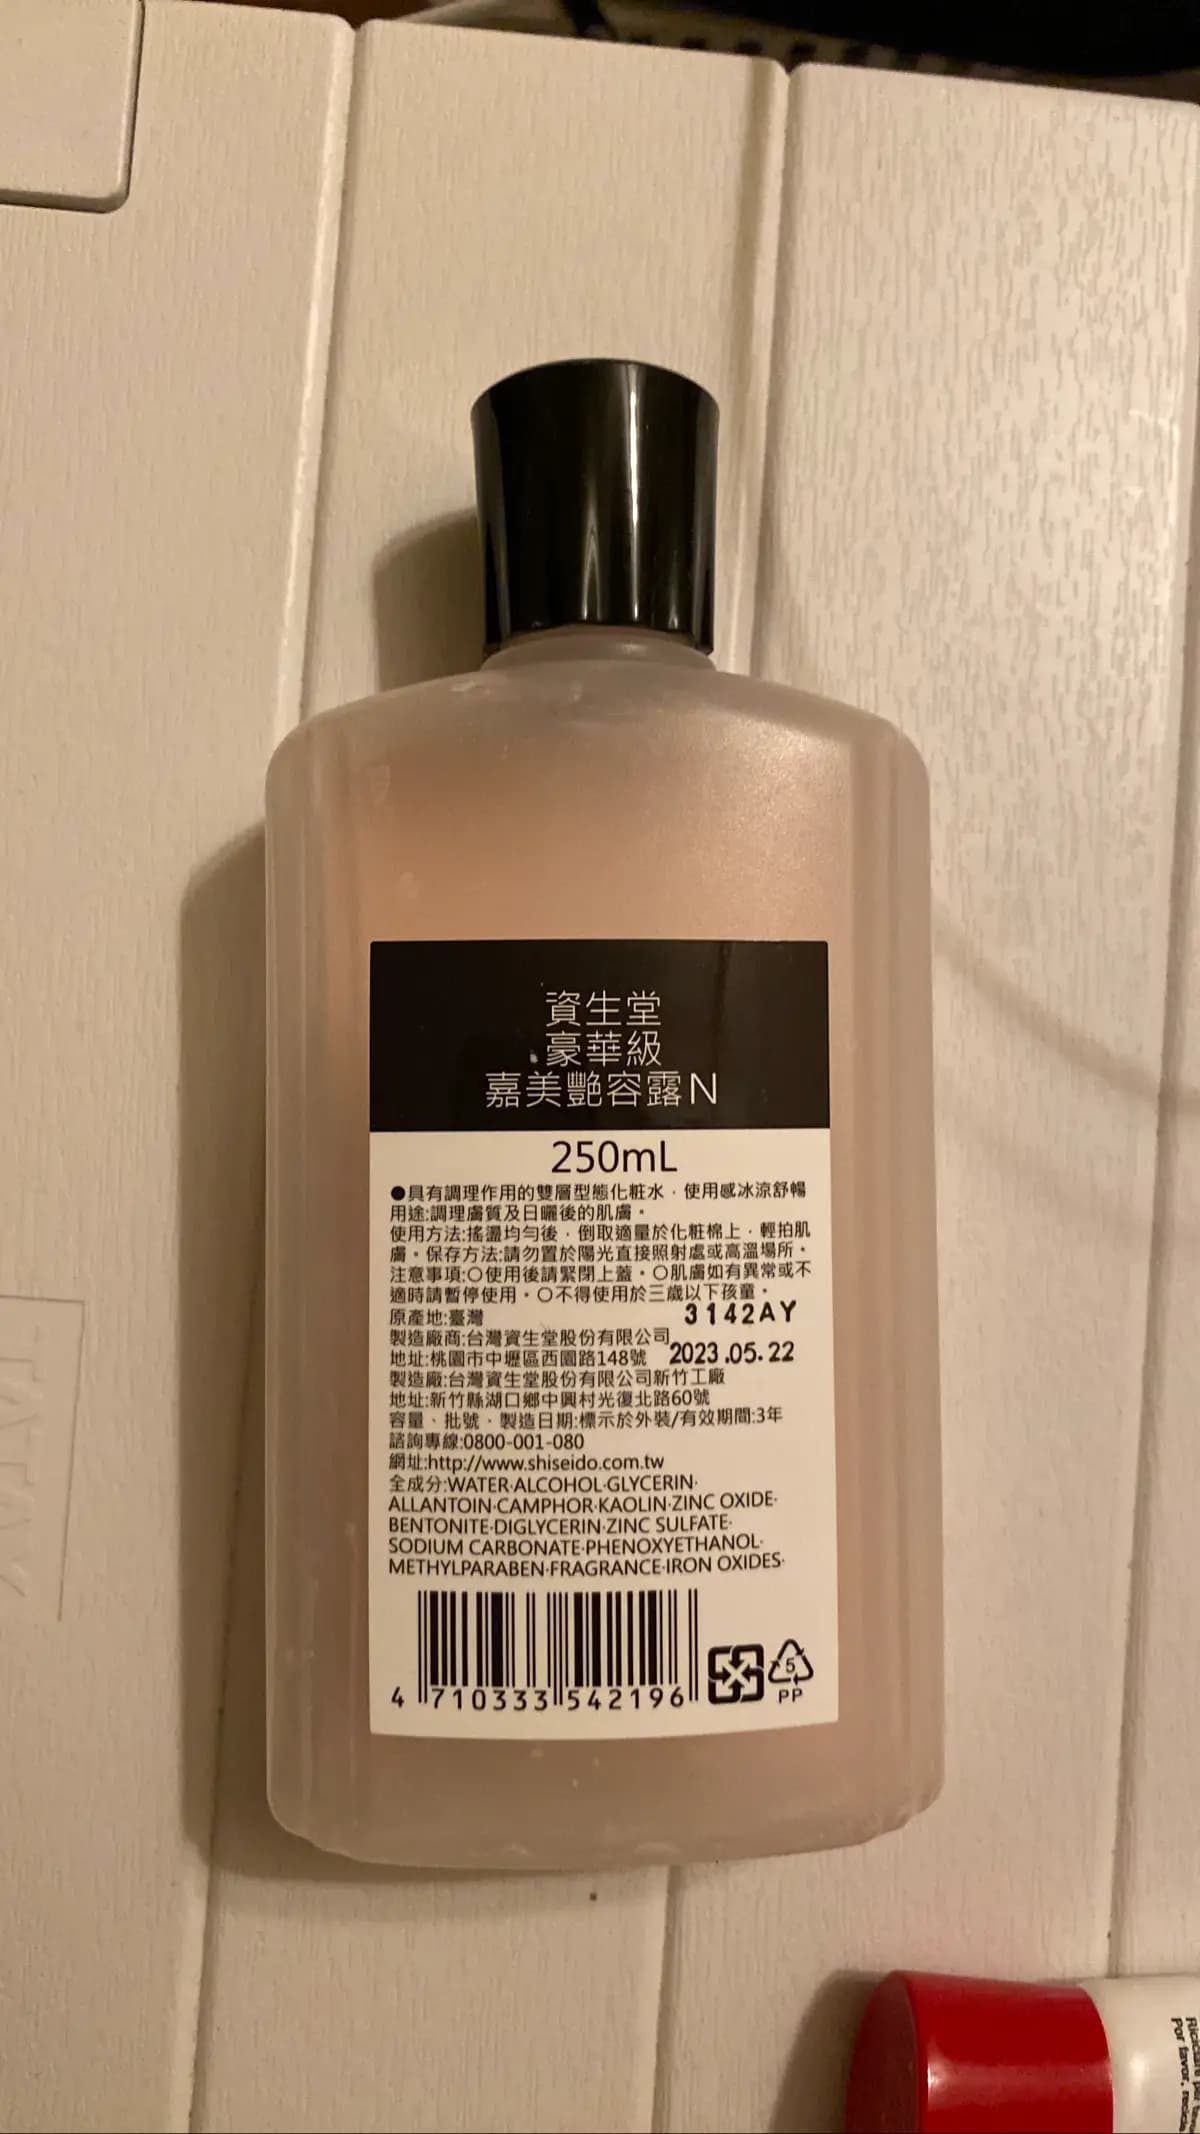 資生堂
豪華級
嘉美艷容露N
250mL
●具有調理作用的雙層型態化粧水，使用感冰涼舒暢
用途:調理膚質及日曬後的肌膚。
使用方法:搖盪均勻後，倒取適量於化粧棉上，輕拍肌
膚。保存方法:請勿置於陽光直接照射處或高溫場所。
注意事項:○使用後請緊閉上蓋。○肌膚如有異常或不
適時請暫停使用。○不得使用於三歲以下孩童。
原產地:臺灣
3142AY
製造廠商:台灣資生堂股份有限公司
地址:桃園市中壢區西園路148號
2023.05.22
製造廠:台灣資生堂股份有限公司新竹工廠
地址:新竹縣湖口鄉中興村光復北路60號
容量、批號、製造日期:標示於外裝/有效期間:3年
諮詢專線:0800-001-080
網址:http://www.shiseido.com.tw
全成分:WATER·ALCOHOL·GLYCERIN·
ALLANTOIN·CAMPHOR·KAOLIN·ZINC OXIDE·
BENTONITE·DIGLYCERIN·ZINC SULFATE·
SODIUM CARBONATE·PHENOXYETHANOL·
METHYLPARABEN·FRAGRANCE·IRON OXIDES·
4 710333 542196
5
PP
Por favor,